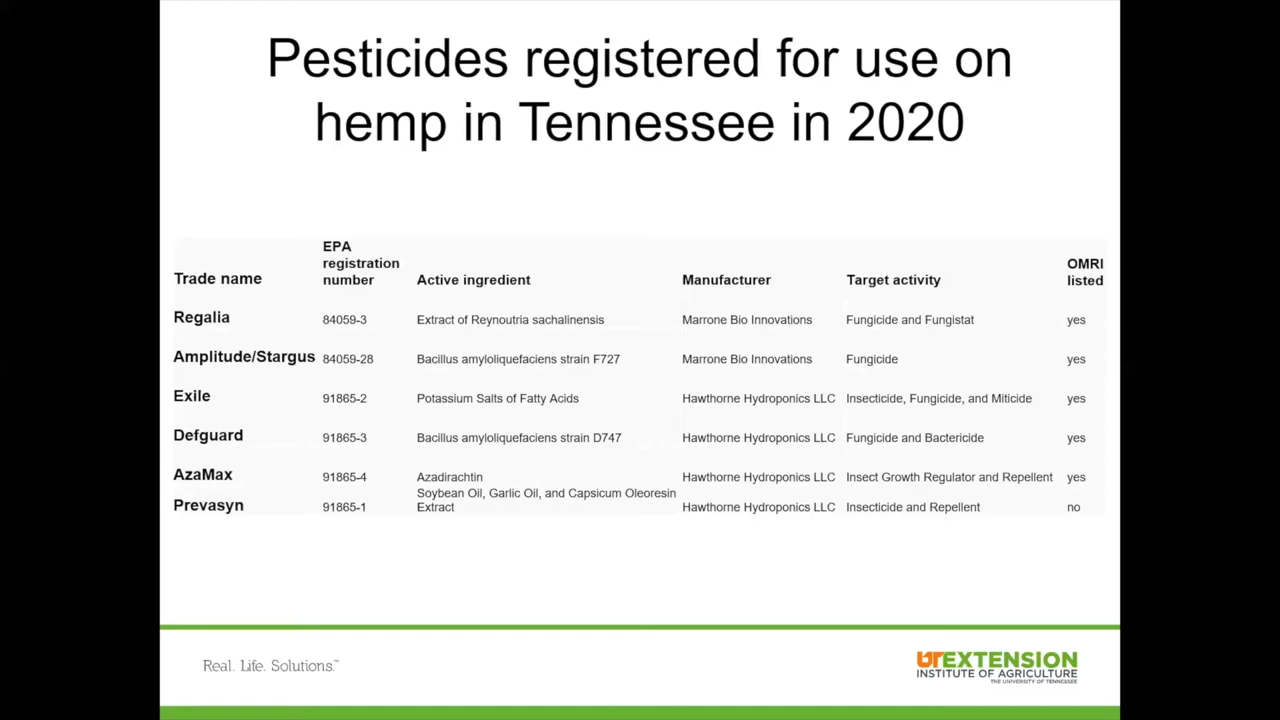 Pesticides registered for use on
hemp in Tennessee in 2020
Trade name EPA registration number Active ingredient Manufacturer Target activity OMRI listed
Regalia 84059-3 Extract of Reynoutria sachalinensis Marrone Bio Innovations Fungicide and Fungistat yes
Amplitude/Stargus 84059-28 Bacillus amyloliquefaciens strain F727 Marrone Bio Innovations Fungicide yes
Exile 91865-2 Potassium Salts of Fatty Acids Hawthorne Hydroponics LLC Insecticide, Fungicide, and Miticide yes
Defguard 91865-3 Bacillus amyloliquefaciens strain D747 Hawthorne Hydroponics LLC Fungicide and Bactericide yes
AzaMax 91865-4 Azadirachtin Hawthorne Hydroponics LLC Insect Growth Regulator and Repellent yes
Prevasyn 91865-1 Soybean Oil, Garlic Oil, and Capsicum Oleoresin Extract Hawthorne Hydroponics LLC Insecticide and Repellent no
Real. Life. Solutions.™
UT EXTENSION
INSTITUTE OF AGRICULTURE
THE UNIVERSITY OF TENNESSEE